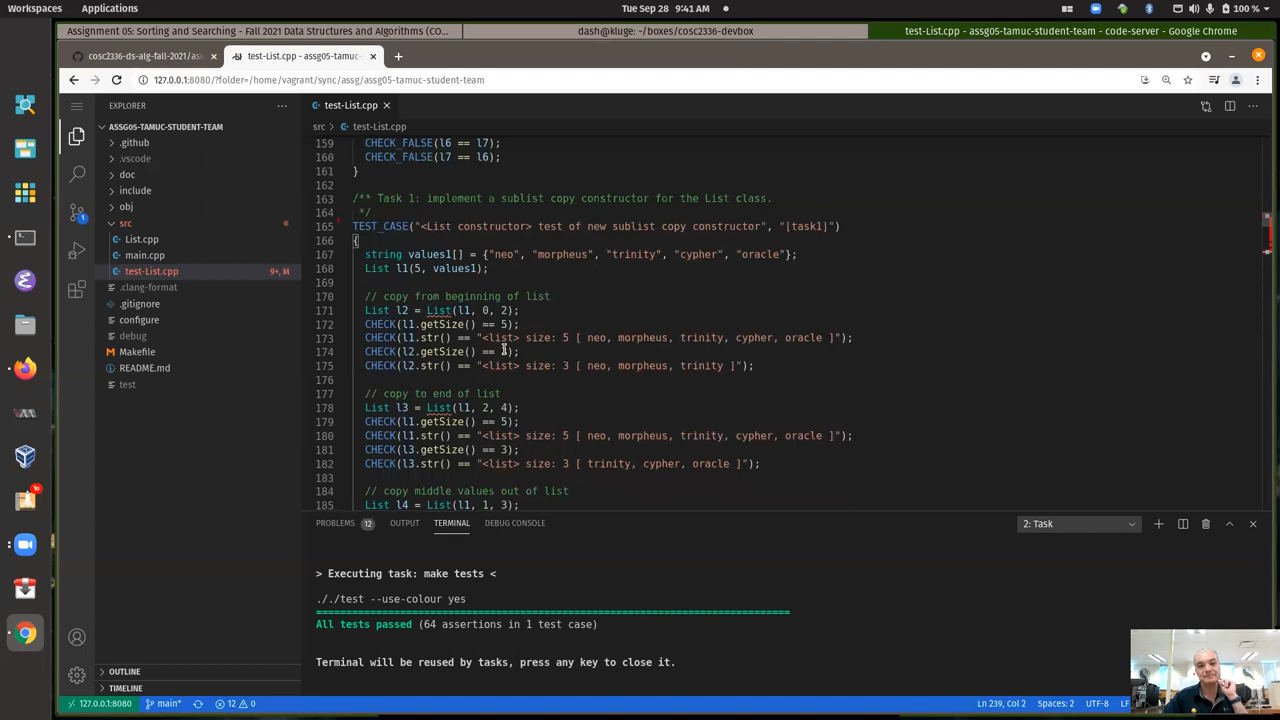 Workspaces Applications Tue Sep 28 9:41 AM 100 %
Assignment 05: Sorting and Searching - Fall 2021 Data Structures and Algorithms (CO... dash@kluge: ~/boxes/cosc2336-devbox test-List.cpp - assg05-tamuc-student-team - code-server - Google Chrome
cosc2336-ds-alg-fall-2021/ass test-List.cpp - assg05-tamuc-
127.0.0.1:8080/?folder=/home/vagrant/sync/assg/assg05-tamuc-student-team
EXPLORER
test-List.cpp
ASSG05-TAMUC-STUDENT-TEAM
.github
.vscode
doc
include
obj
src
List.cpp
main.cpp
test-List.cpp 9+, M
.clang-format
.gitignore
configure
debug
Makefile
README.md
test
OUTLINE
TIMELINE
1
10
src > test-List.cpp
159 CHECK_FALSE(l6 == l7);
160 CHECK_FALSE(l7 == l6);
161 }
162
163 /** Task 1: implement a sublist copy constructor for the List class.
164 */
165 TEST_CASE("<List constructor> test of new sublist copy constructor", "[task1]")
166 {
167 string values1[] = {"neo", "morpheus", "trinity", "cypher", "oracle"};
168 List l1(5, values1);
169
170 // copy from beginning of list
171 List l2 = List(l1, 0, 2);
172 CHECK(l1.getSize() == 5);
173 CHECK(l1.str() == "<list> size: 5 [ neo, morpheus, trinity, cypher, oracle ]");
174 CHECK(l2.getSize() == );
175 CHECK(l2.str() == "<list> size: 3 [ neo, morpheus, trinity ]");
176
177 // copy to end of list
178 List l3 = List(l1, 2, 4);
179 CHECK(l1.getSize() == 5);
180 CHECK(l1.str() == "<list> size: 5 [ neo, morpheus, trinity, cypher, oracle ]");
181 CHECK(l3.getSize() == 3);
182 CHECK(l3.str() == "<list> size: 3 [ trinity, cypher, oracle ]");
183
184 // copy middle values out of list
185 List l4 = List(l1, 1, 3);
PROBLEMS 12 OUTPUT TERMINAL DEBUG CONSOLE 2: Task
> Executing task: make tests <
././test --use-colour yes
===============================================================================
All tests passed (64 assertions in 1 test case)
Terminal will be reused by tasks, press any key to close it.
127.0.0.1:8080 main* 12 0 Ln 239, Col 2 Spaces: 2 UTF-8 LF